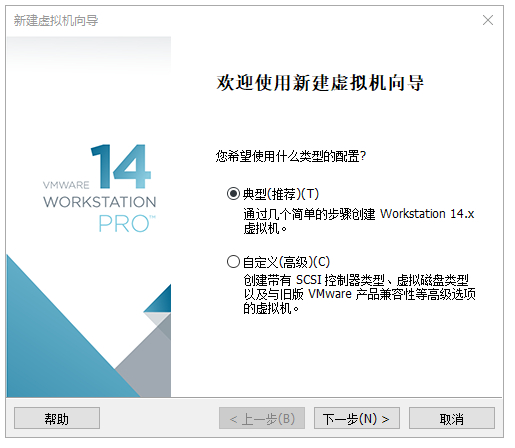 新建虚拟机向导
欢迎使用新建虚拟机向导
14
VMWARE
WORKSTATION
PRO™
您希望使用什么类型的配置?
典型(推荐)(T)
通过几个简单的步骤创建 Workstation 14.x
虚拟机。
自定义(高级)(C)
创建带有 SCSI 控制器类型、虚拟磁盘类型
以及与旧版 VMware 产品兼容性等高级选项
的虚拟机。
帮助
< 上一步(B)
下一步(N) >
取消